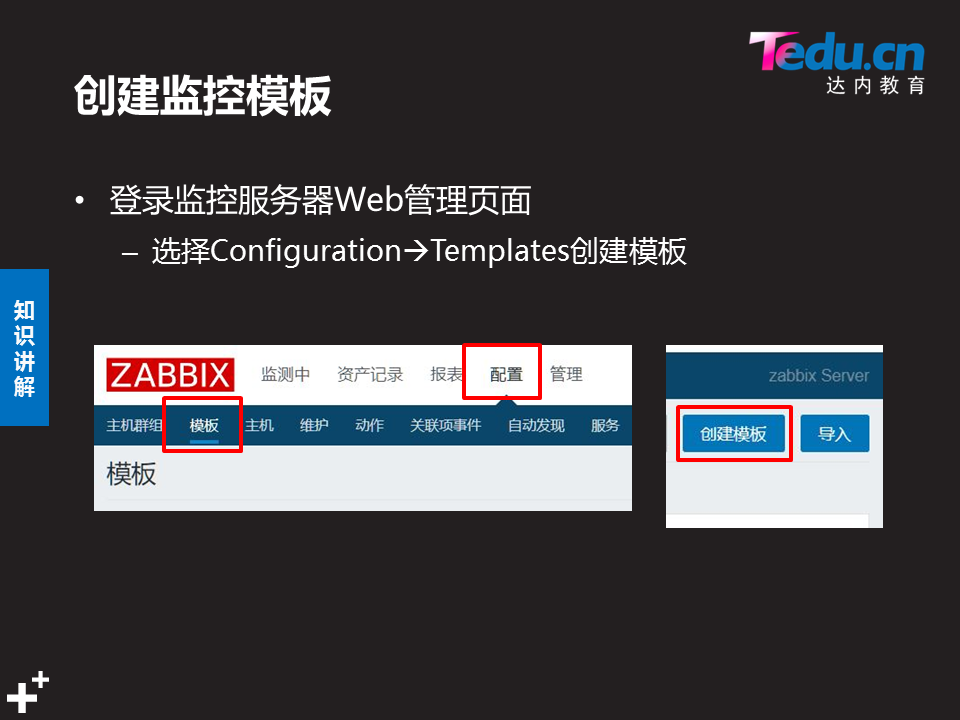 Tedu.cn
达内教育
创建监控模板
• 登录监控服务器Web管理页面
– 选择Configuration→Templates创建模板
知识讲解
ZABBIX 监测中 资产记录 报表 配置 管理
主机群组 模板 主机 维护 动作 关联项事件 自动发现 服务
模板
zabbix Server
创建模板 导入